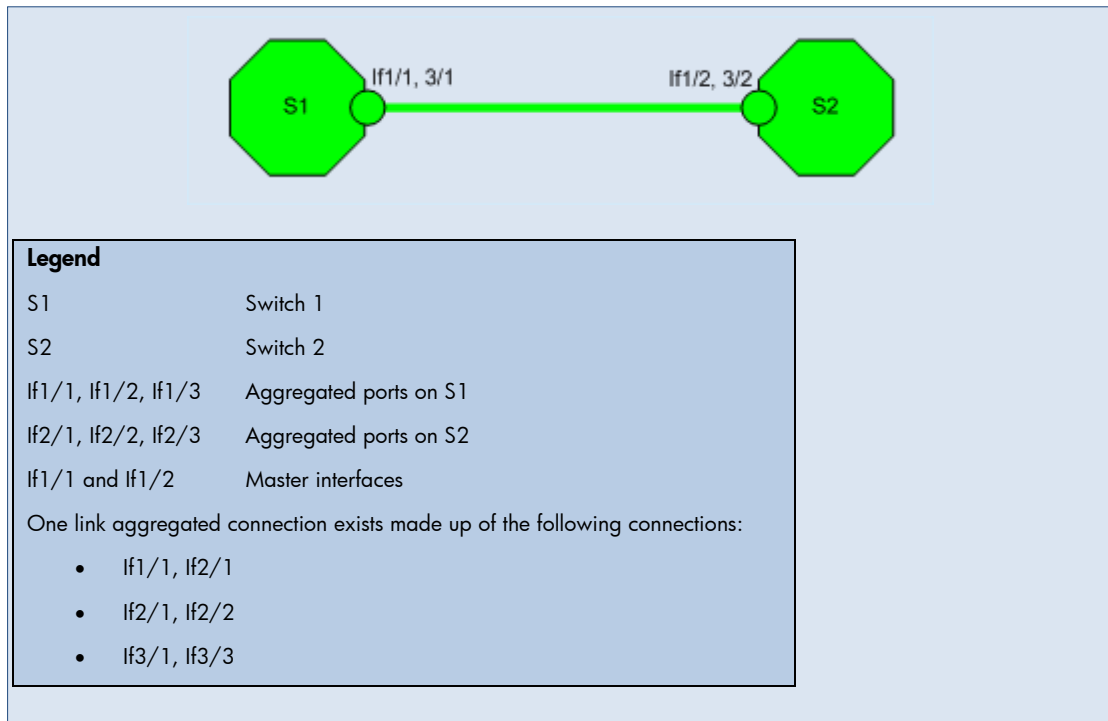 If1/1, 3/1
If1/2, 3/2
S1
S2
Legend
S1 Switch 1
S2 Switch 2
If1/1, If1/2, If1/3 Aggregated ports on S1
If2/1, If2/2, If2/3 Aggregated ports on S2
If1/1 and If1/2 Master interfaces
One link aggregated connection exists made up of the following connections:
• If1/1, If2/1
• If2/1, If2/2
• If3/1, If3/3